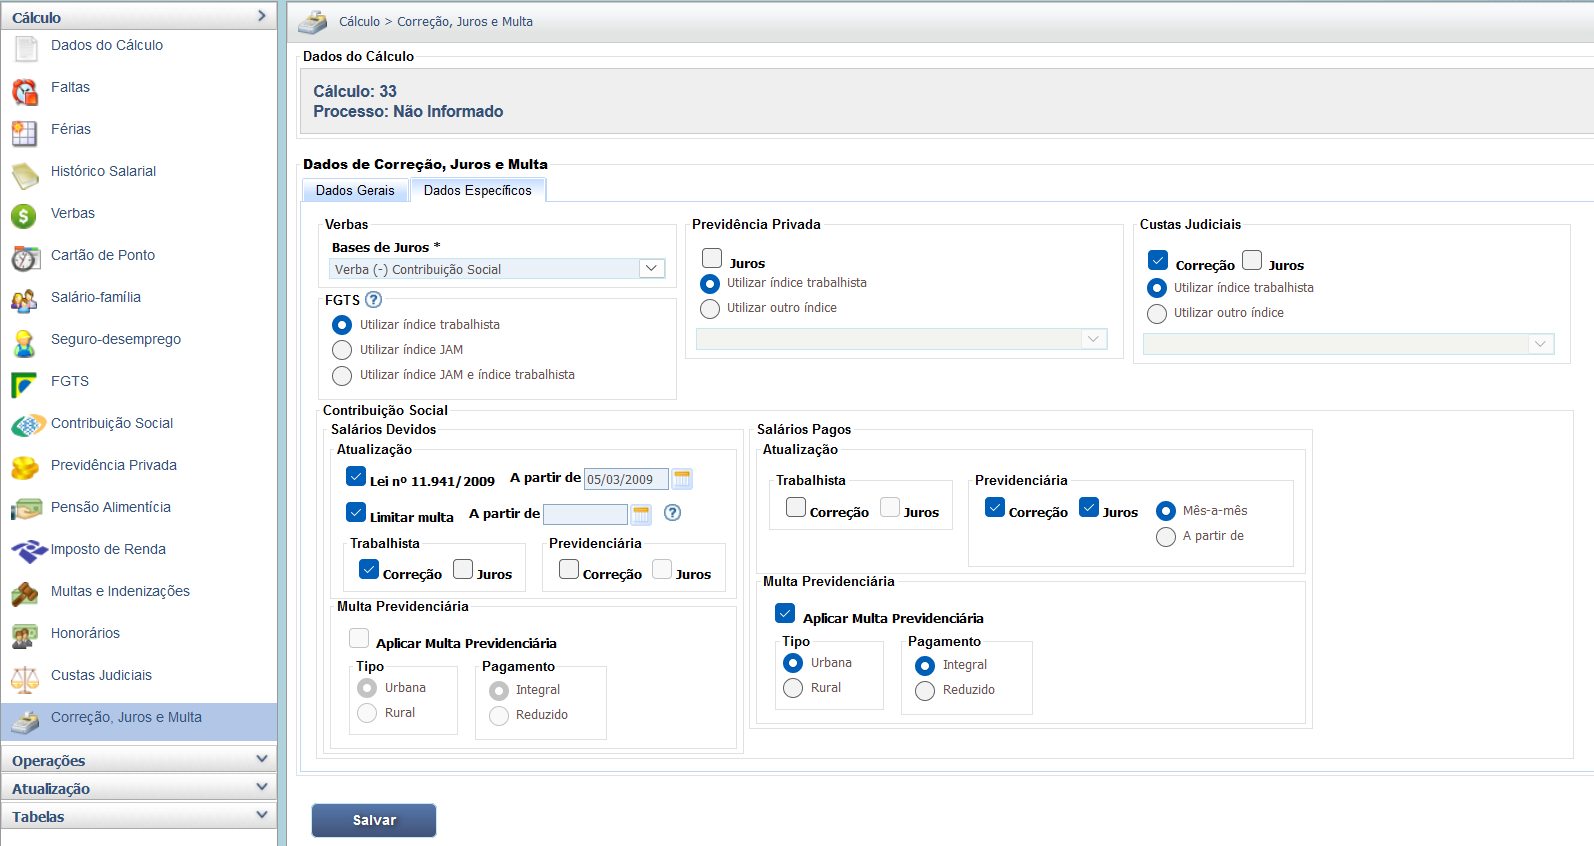 Cálculo
Dados do Cálculo
Faltas
Férias
Histórico Salarial
Verbas
Cartão de Ponto
Salário-família
Seguro-desemprego
FGTS
Contribuição Social
Previdência Privada
Pensão Alimentícia
Imposto de Renda
Multas e Indenizações
Honorários
Custas Judiciais
Correção, Juros e Multa
Operações
Atualização
Tabelas
Cálculo > Correção, Juros e Multa
Dados do Cálculo
Cálculo: 33
Processo: Não Informado
Dados de Correção, Juros e Multa
Dados Gerais
Dados Específicos
Verbas
Bases de Juros *
Verba (-) Contribuição Social
FGTS ?
Utilizar índice trabalhista
Utilizar índice JAM
Utilizar índice JAM e índice trabalhista
Previdência Privada
Juros
Utilizar índice trabalhista
Utilizar outro índice
Custas Judiciais
Correção Juros
Utilizar índice trabalhista
Utilizar outro índice
Contribuição Social
Salários Devidos
Atualização
Lei nº 11.941/2009 A partir de 05/03/2009
Limitar multa A partir de ?
Trabalhista
Correção Juros
Previdenciária
Correção Juros
Multa Previdenciária
Aplicar Multa Previdenciária
Tipo
Urbana
Rural
Pagamento
Integral
Reduzido
Salários Pagos
Atualização
Trabalhista
Correção Juros
Previdenciária
Correção Juros Mês-a-mês
A partir de
Multa Previdenciária
Aplicar Multa Previdenciária
Tipo
Urbana
Rural
Pagamento
Integral
Reduzido
Salvar